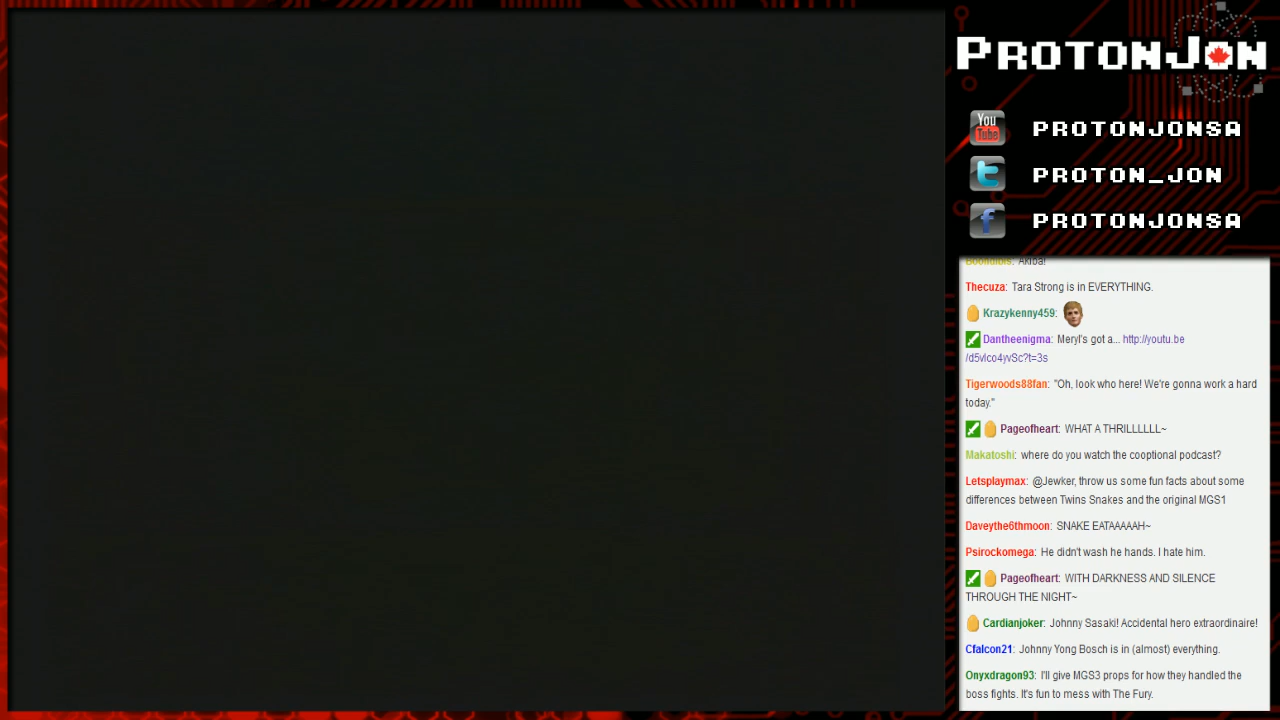 PROTONJON
You
Tube
PROTONJONSA
PROTON_JON
PROTONJONSA
Akiba!
Thecuza: Tara Strong is in EVERYTHING.
Krazykenny459:
Dantheenigma: Meryl's got a... http://youtu.be
/d5vlco4yvSc?t=3s
Tigerwoods88fan: "Oh, look who here! We're gonna work a hard
today."
Pageofheart: WHAT A THRILLLLLL~
Makatoshi: where do you watch the cooptional podcast?
Letsplaymax: @Jewker, throw us some fun facts about some
differences between Twins Snakes and the original MGS1
Daveythe6thmoon: SNAKE EATAAAAAH~
Psirockomega: He didn't wash he hands. I hate him.
Pageofheart: WITH DARKNESS AND SILENCE
THROUGH THE NIGHT~
Cardianjoker: Johnny Sasaki! Accidental hero extraordinaire!
Cfalcon21: Johnny Yong Bosch is in (almost) everything.
Onyxdragon93: I'll give MGS3 props for how they handled the
boss fights. It's fun to mess with The Fury.